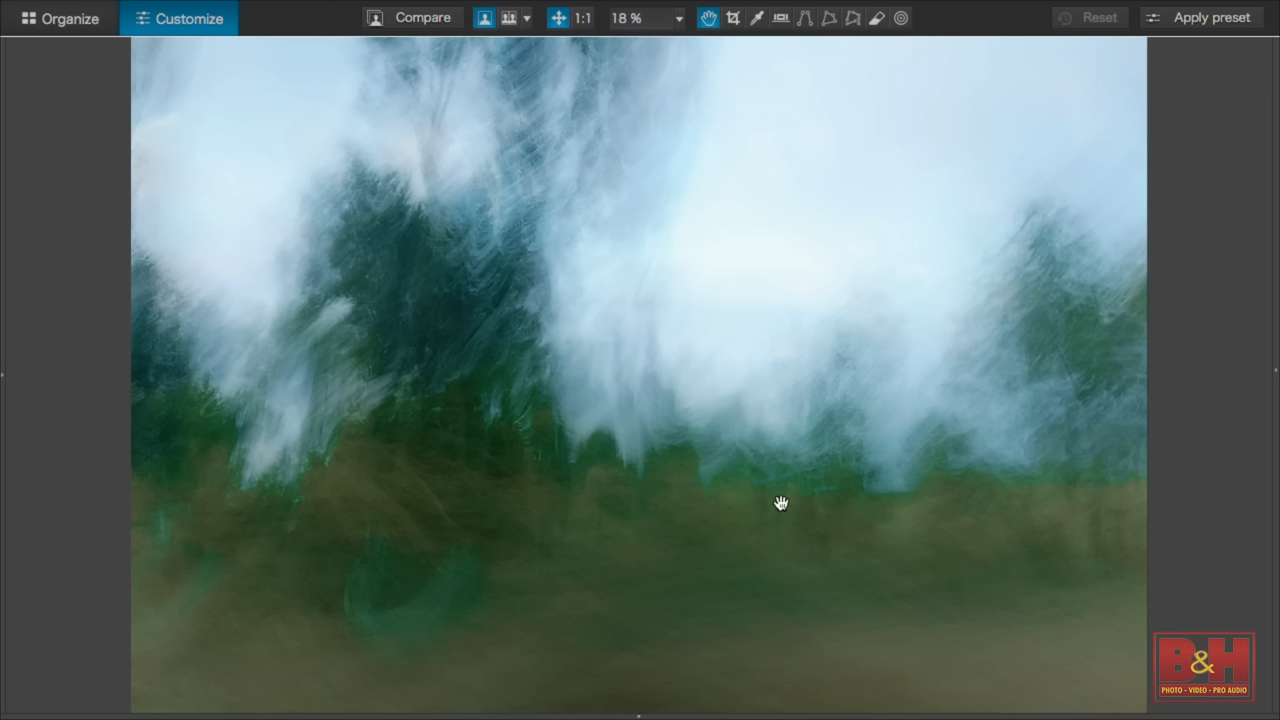 Organize
Customize
Compare
1:1
18 %
Reset
Apply preset
B&H
PHOTO - VIDEO - PRO AUDIO